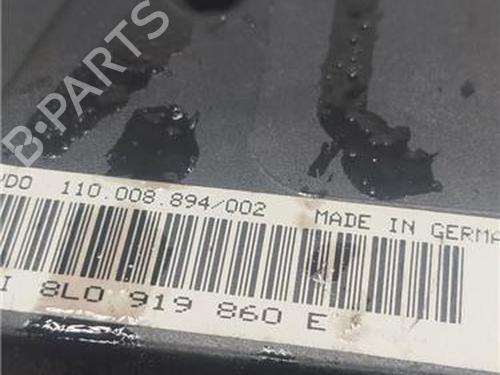 B-PARTS
VDO 110.008.894/002 MADE IN GERMA
I 8L0 919 860 E